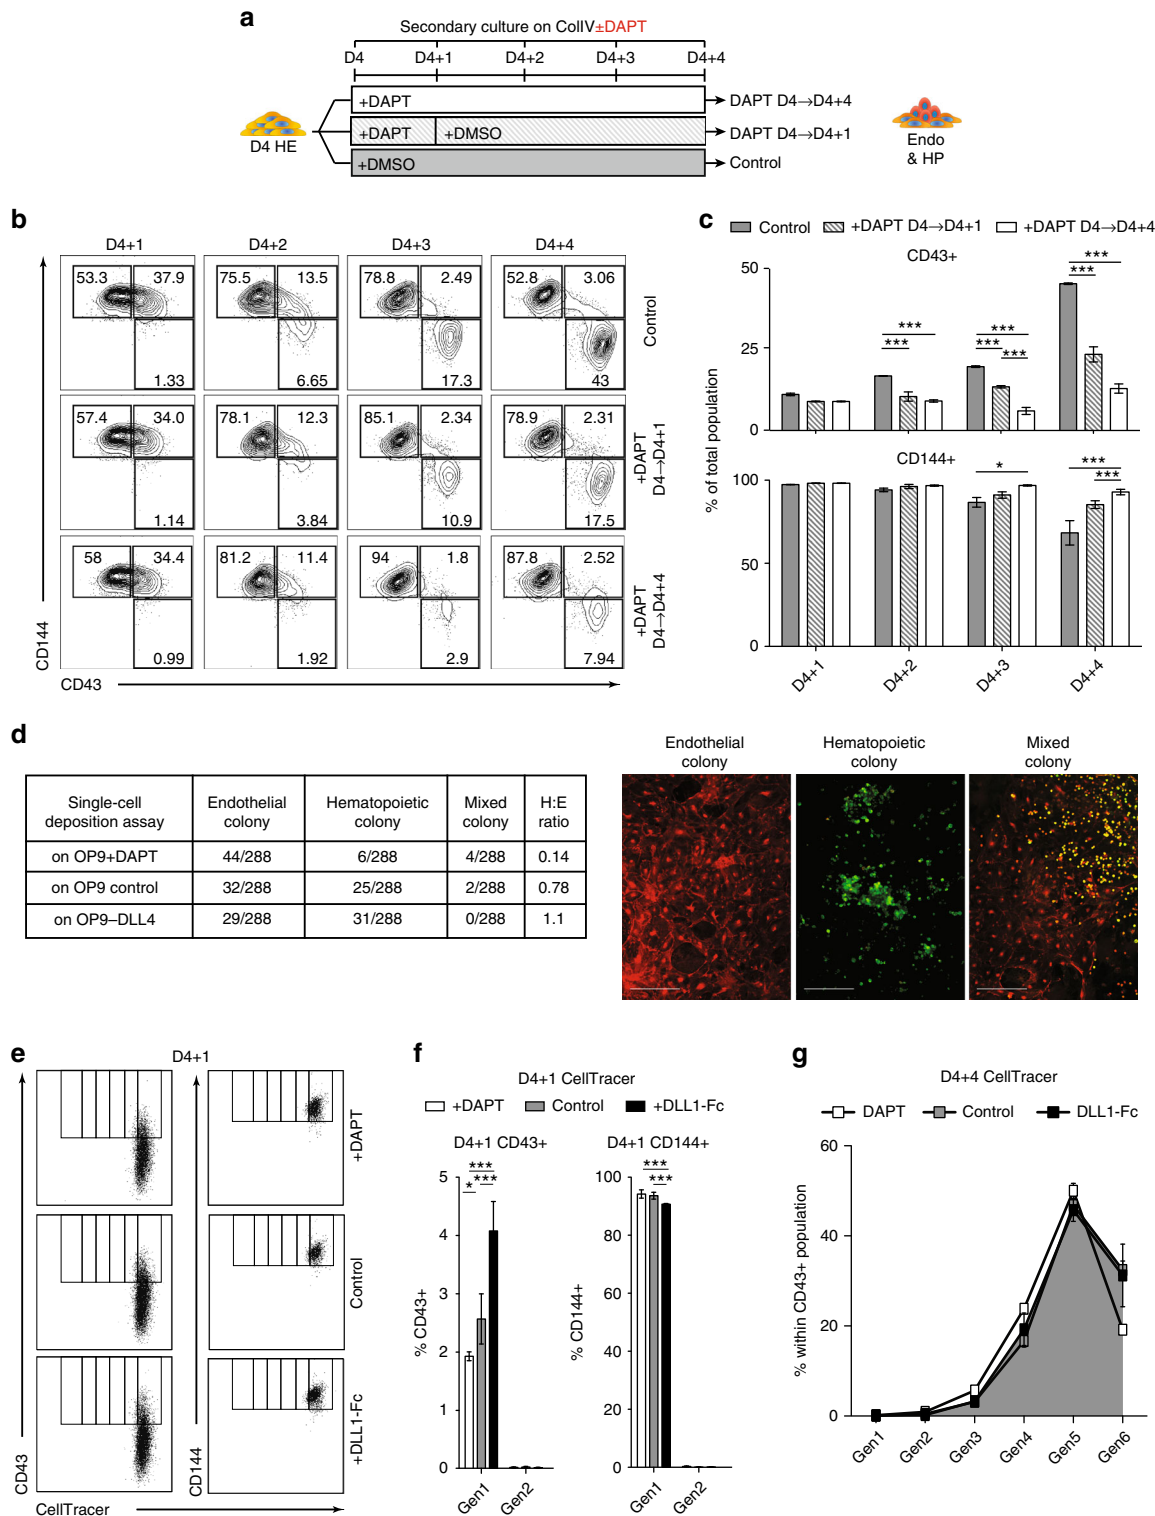 a
Secondary culture on ColIV±DAPT
D4 D4+1 D4+2 D4+3 D4+4
D4 HE
+DAPT
DAPT D4→D4+4
+DAPT +DMSO
DAPT D4→D4+1
+DMSO
Control
Endo
& HP
b
D4+1 D4+2 D4+3 D4+4
53.3 37.9 75.5 13.5 78.8 2.49 52.8 3.06
1.33 6.65 17.3 43
Control
57.4 34.0 78.1 12.3 85.1 2.34 78.9 2.31
1.14 3.84 10.9 17.5
+DAPT
D4→D4+1
58 34.4 81.2 11.4 94 1.8 87.8 2.52
0.99 1.92 2.9 7.94
+DAPT
D4→D4+4
CD144
CD43
c
Control +DAPT D4→D4+1 +DAPT D4→D4+4
CD43+
50
25
0
*** *** *** *** *** *** *** ***
% of total population
CD144+
100
50
0
* *** ***
D4+1 D4+2 D4+3 D4+4
d
Single-cell
deposition assay
Endothelial
colony
Hematopoietic
colony
Mixed
colony
H:E
ratio
on OP9+DAPT 44/288 6/288 4/288 0.14
on OP9 control 32/288 25/288 2/288 0.78
on OP9–DLL4 29/288 31/288 0/288 1.1
Endothelial
colony
Hematopoietic
colony
Mixed
colony
e
D4+1
+DAPT
Control
+DLL1-Fc
CD43
CD144
CellTracer
f
D4+1 CellTracer
+DAPT Control +DLL1-Fc
D4+1 CD43+
5
4
3
2
1
0
% CD43+
* *** ***
Gen1 Gen2
D4+1 CD144+
100
80
60
40
20
0
% CD144+
*** ***
Gen1 Gen2
g
D4+4 CellTracer
DAPT Control DLL1-Fc
60
40
20
0
% within CD43+ population
Gen1 Gen2 Gen3 Gen4 Gen5 Gen6